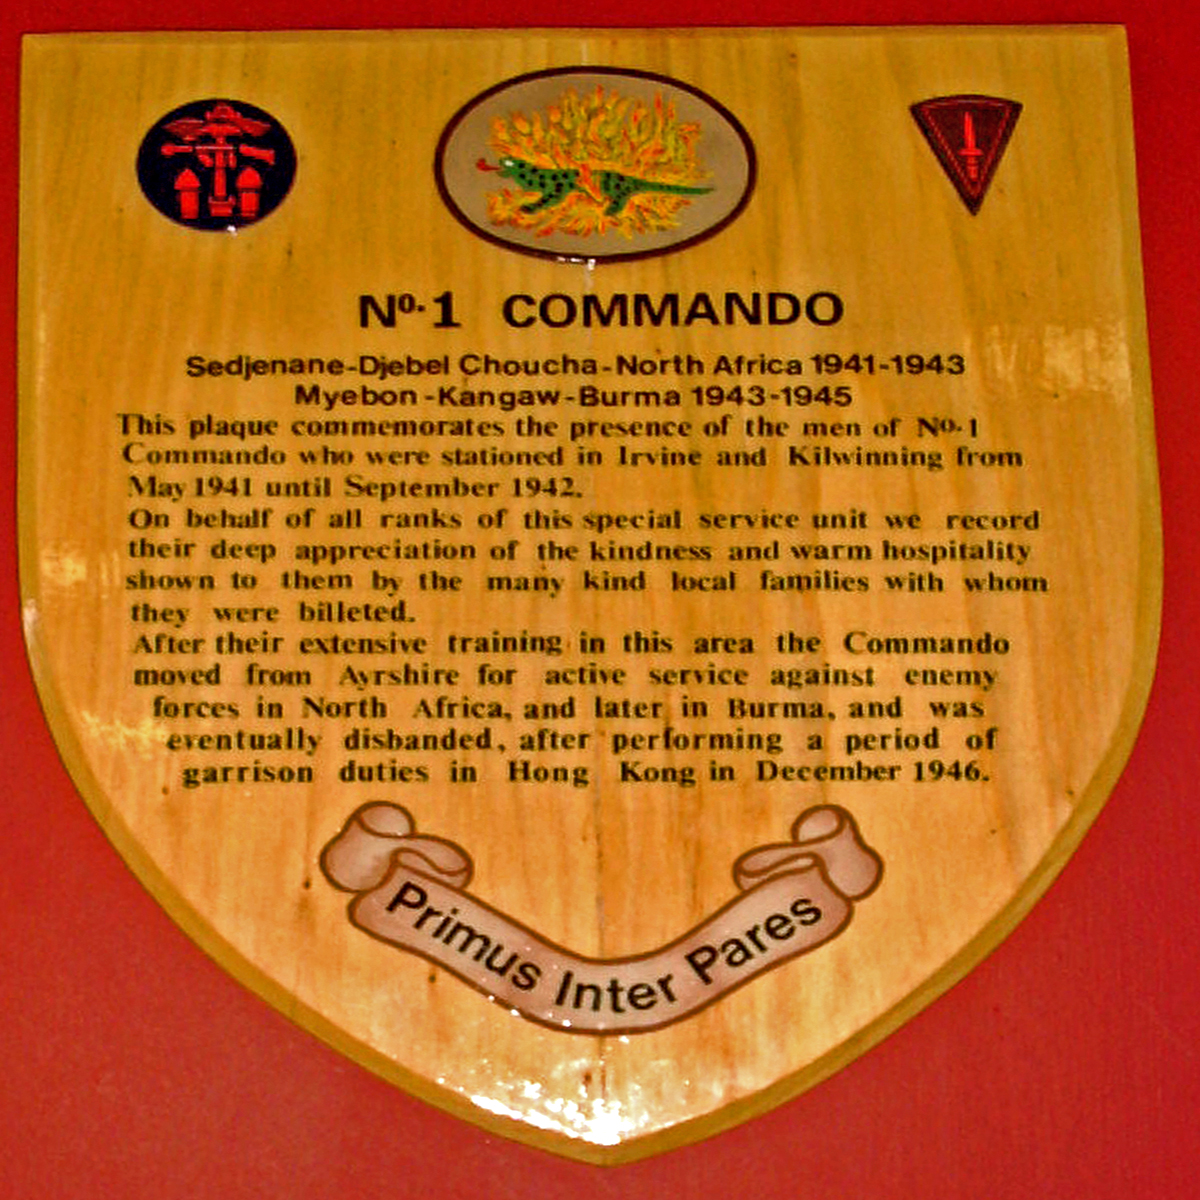 Nº. 1 COMMANDO
Sedjenane-Djebel Choucha-North Africa 1941-1943
Myebon-Kangaw-Burma 1943-1945
This plaque commemorates the presence of the men of Nº. 1
Commando who were stationed in Irvine and Kilwinning from
May 1941 until September 1942.
On behalf of all ranks of this special service unit we record
their deep appreciation of the kindness and warm hospitality
shown to them by the many kind local families with whom
they were billeted.
After their extensive training in this area the Commando
moved from Ayrshire for active service against enemy
forces in North Africa, and later in Burma, and was
eventually disbanded, after performing a period of
garrison duties in Hong Kong in December 1946.
Primus Inter Pares